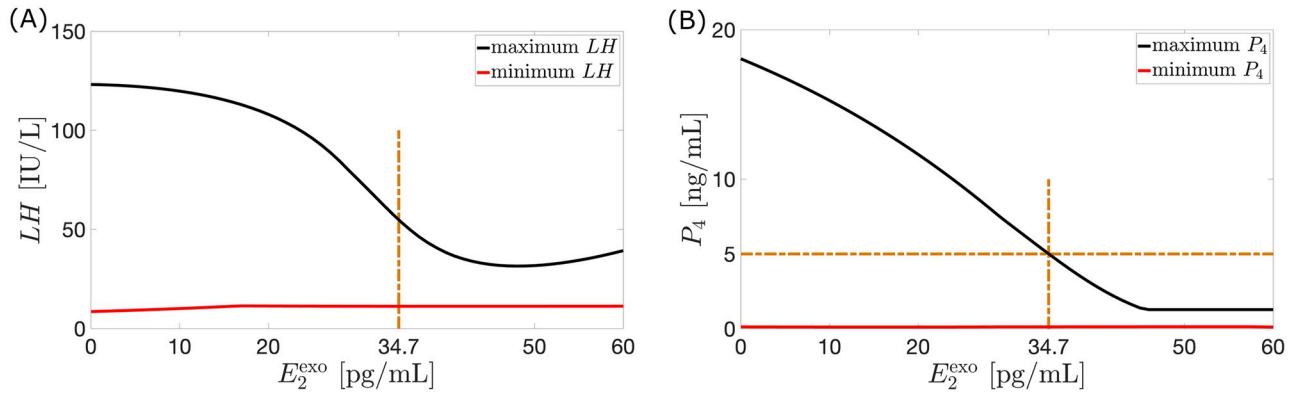 (A)
150
100
50
0
LH [IU/L]
maximum LH
minimum LH
0 10 20 34.7 50 60
E₂ᵉˣᵒ [pg/mL]
(B)
20
15
10
5
0
P₄ [ng/mL]
maximum P₄
minimum P₄
0 10 20 34.7 50 60
E₂ᵉˣᵒ [pg/mL]